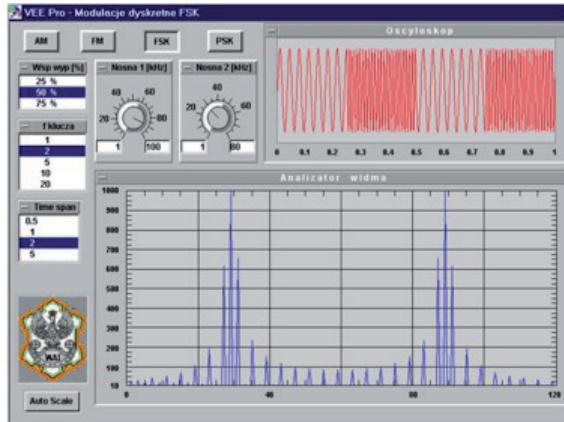 VEE Pro - Modulacje dyskretne FSK
AM FM FSK PSK
Wsp wyp [%]
25 %
50 %
75 %
f klucza
1
2
5
10
20
Time span
0.5
1
2
5
WAT
Auto Scale
Nosna 1 [kHz]
40 60
20 80
1 100
Nosna 2 [kHz]
40
20 60
1 80
Oscyloskop
0 0.1 0.2 0.3 0.4 0.5 0.6 0.7 0.8 0.9 1
Analizator widma
1000
900
800
700
600
500
400
300
200
100
10
0 40 80 120